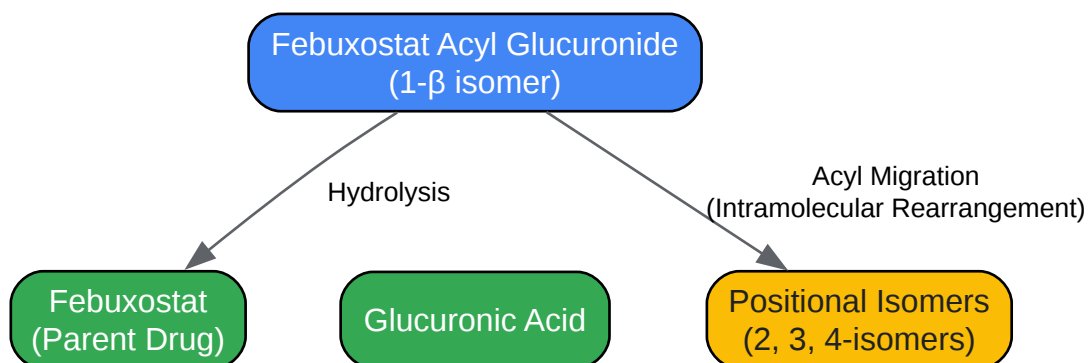 Febuxostat Acyl Glucuronide
(1-β isomer)
Hydrolysis
Acyl Migration
(Intramolecular Rearrangement)
Febuxostat
(Parent Drug)
Glucuronic Acid
Positional Isomers
(2, 3, 4-isomers)